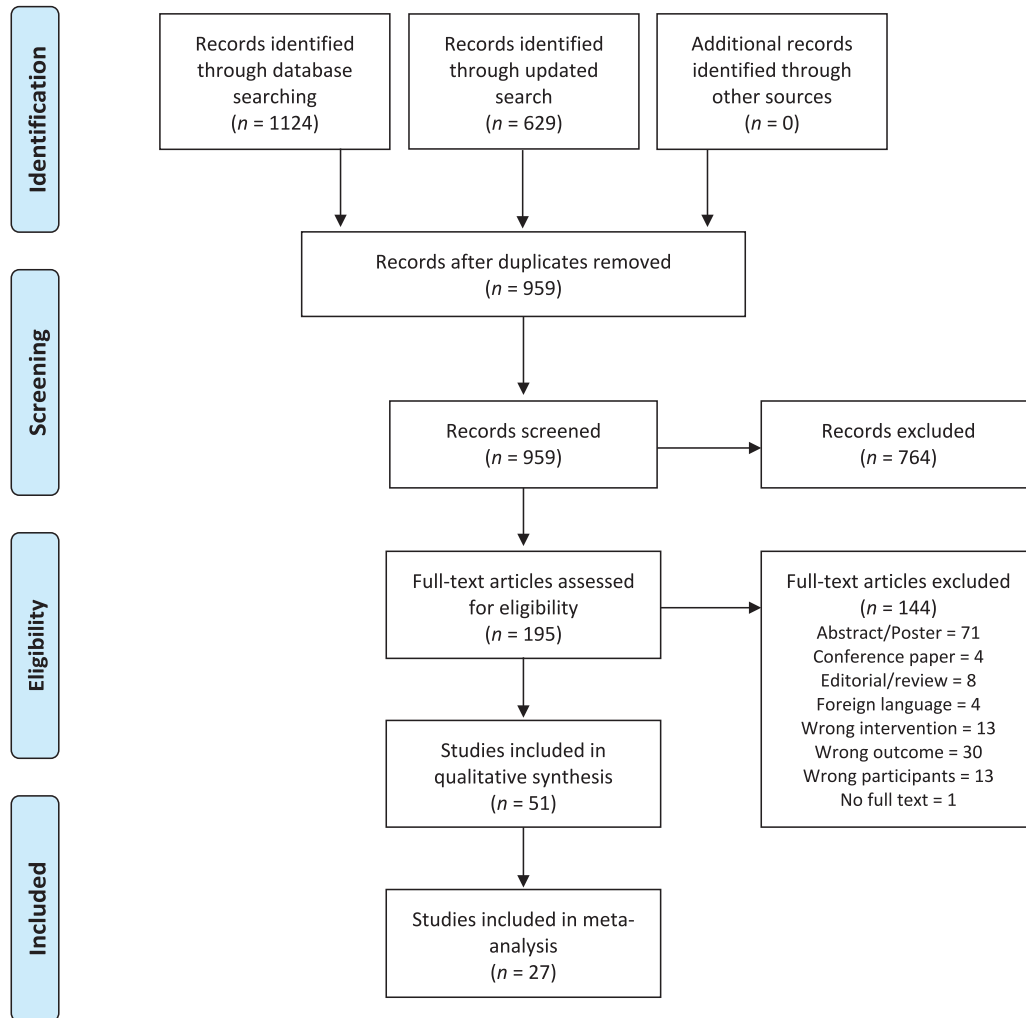 Identification
Records identified
through database
searching
(n = 1124)
Records identified
through updated
search
(n = 629)
Additional records
identified through
other sources
(n = 0)
Records after duplicates removed
(n = 959)
Screening
Records screened
(n = 959)
Records excluded
(n = 764)
Eligibility
Full-text articles assessed
for eligibility
(n = 195)
Full-text articles excluded
(n = 144)
Abstract/Poster = 71
Conference paper = 4
Editorial/review = 8
Foreign language = 4
Wrong intervention = 13
Wrong outcome = 30
Wrong participants = 13
No full text = 1
Studies included in
qualitative synthesis
(n = 51)
Included
Studies included in meta-
analysis
(n = 27)